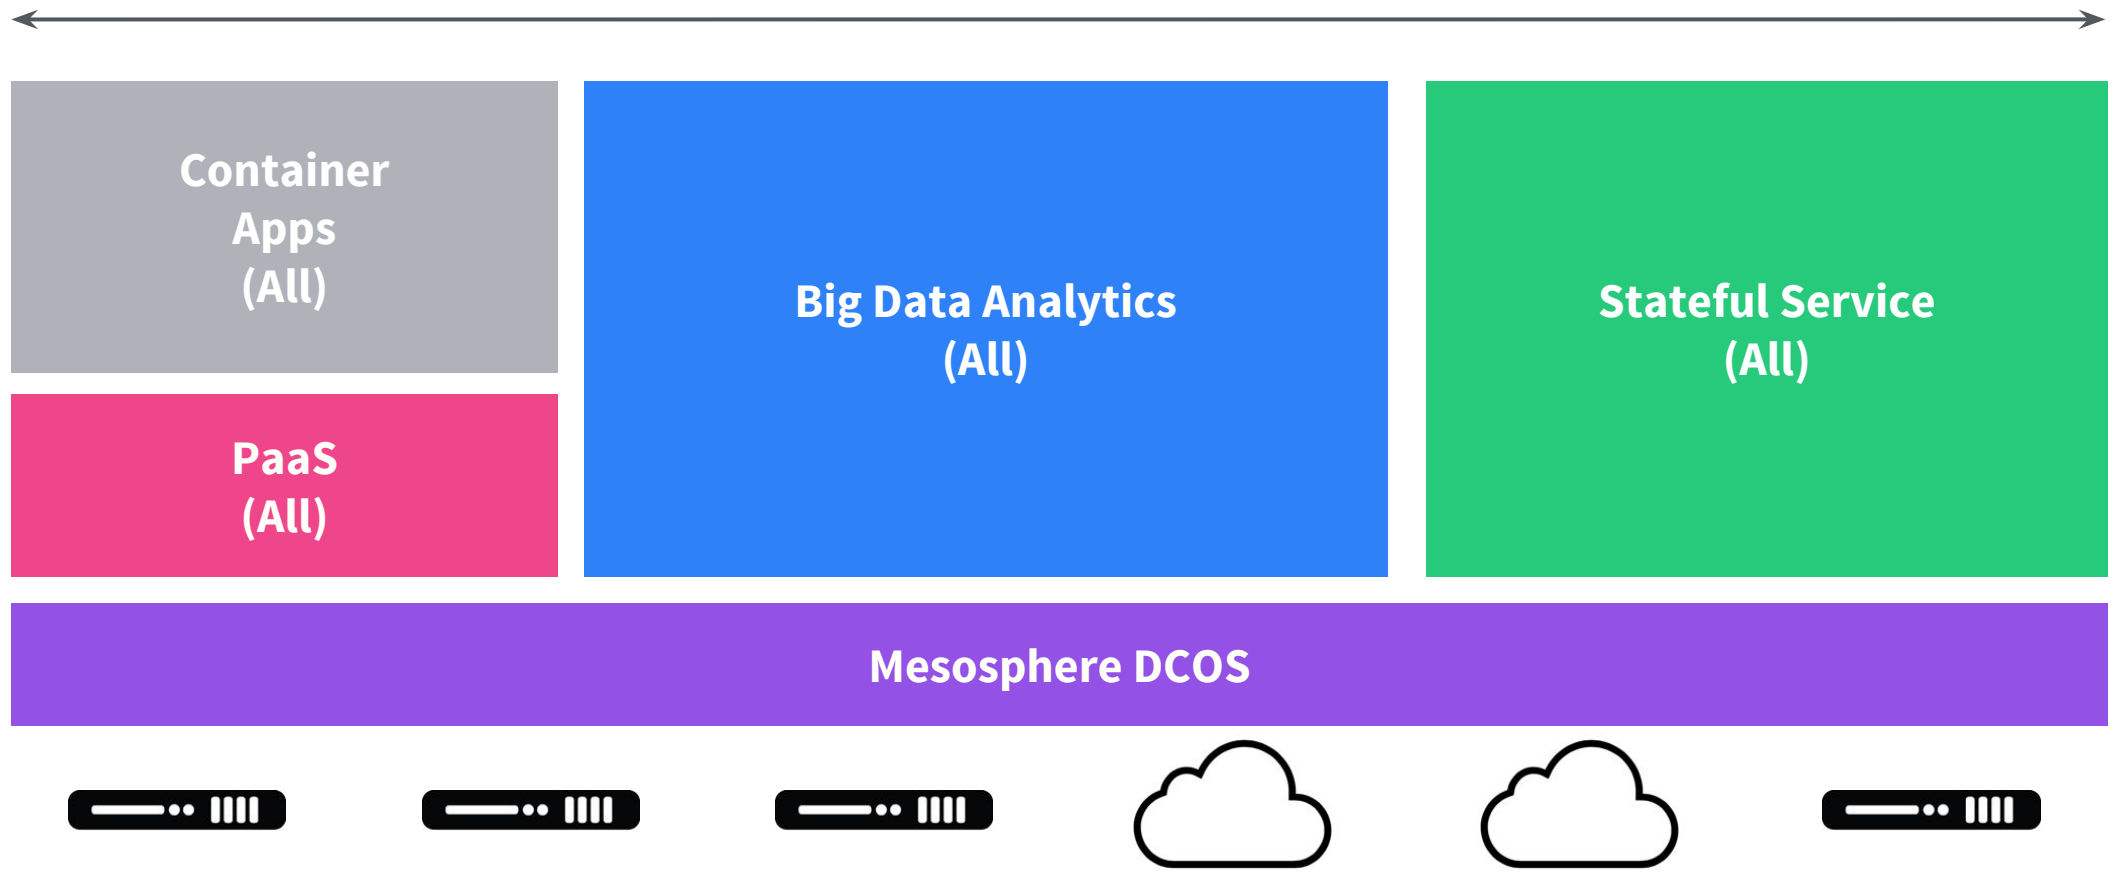 Container
Apps
(All)
PaaS
(All)
Big Data Analytics
(All)
Stateful Service
(All)
Mesosphere DCOS